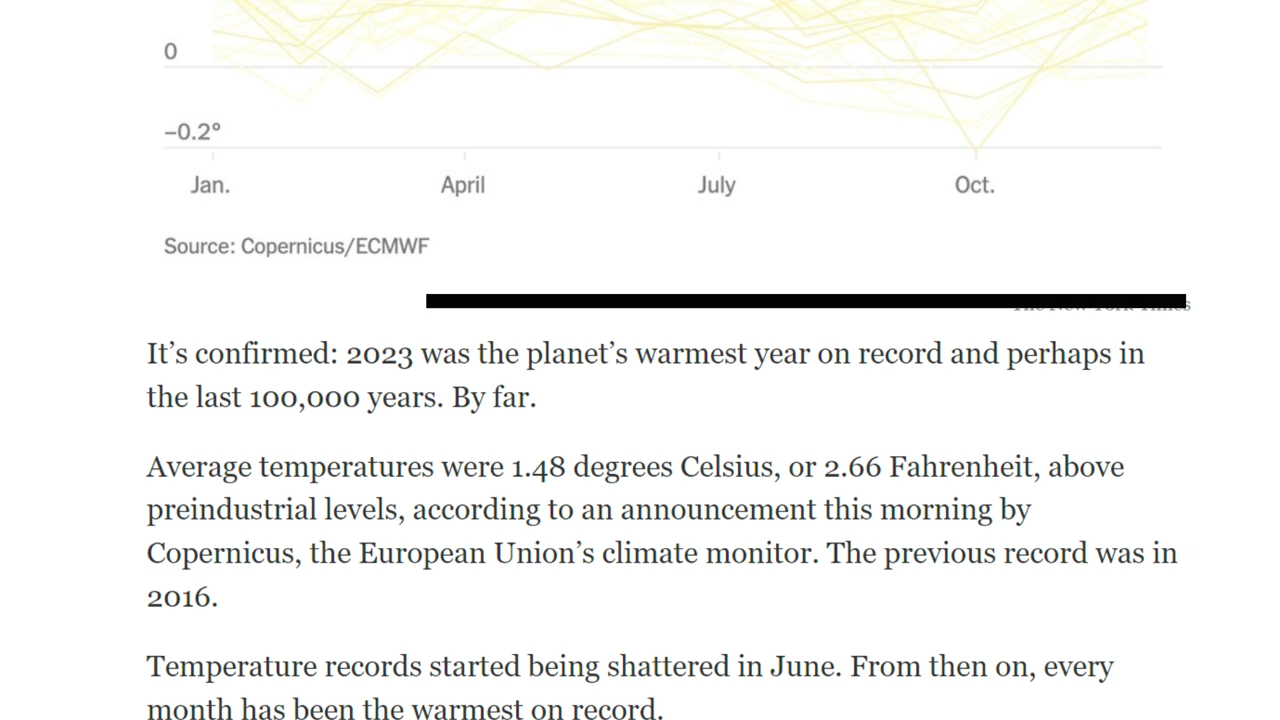 0
–0.2°
Jan. April July Oct.
Source: Copernicus/ECMWF
The New York Times
It’s confirmed: 2023 was the planet’s warmest year on record and perhaps in
the last 100,000 years. By far.
Average temperatures were 1.48 degrees Celsius, or 2.66 Fahrenheit, above
preindustrial levels, according to an announcement this morning by
Copernicus, the European Union’s climate monitor. The previous record was in
2016.
Temperature records started being shattered in June. From then on, every
month has been the warmest on record.